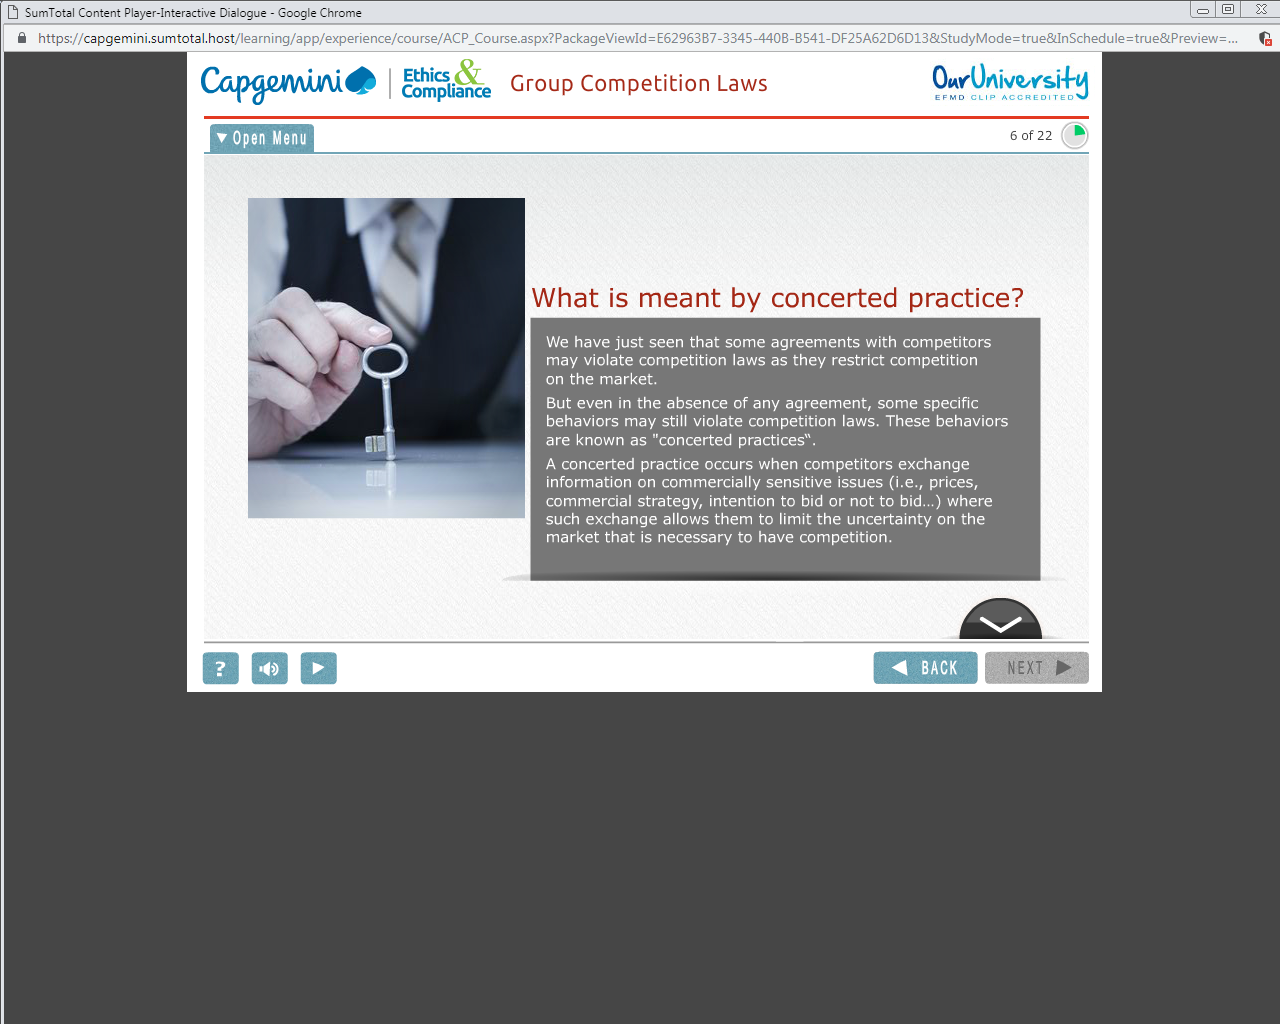 SumTotal Content Player-Interactive Dialogue - Google Chrome
https://capgemini.sumtotal.host/learning/app/experience/course/ACP_Course.aspx?PackageViewId=E62963B7-3345-440B-B541-DF25A62D6D13&StudyMode=true&InSchedule=true&Preview=...
Capgemini
Ethics &
Compliance
Group Competition Laws
OurUniversity
EFMD CLIP ACCREDITED
Open Menu
6 of 22
What is meant by concerted practice?
We have just seen that some agreements with competitors
may violate competition laws as they restrict competition
on the market.
But even in the absence of any agreement, some specific
behaviors may still violate competition laws. These behaviors
are known as "concerted practices“.
A concerted practice occurs when competitors exchange
information on commercially sensitive issues (i.e., prices,
commercial strategy, intention to bid or not to bid…) where
such exchange allows them to limit the uncertainty on the
market that is necessary to have competition.
?
BACK
NEXT